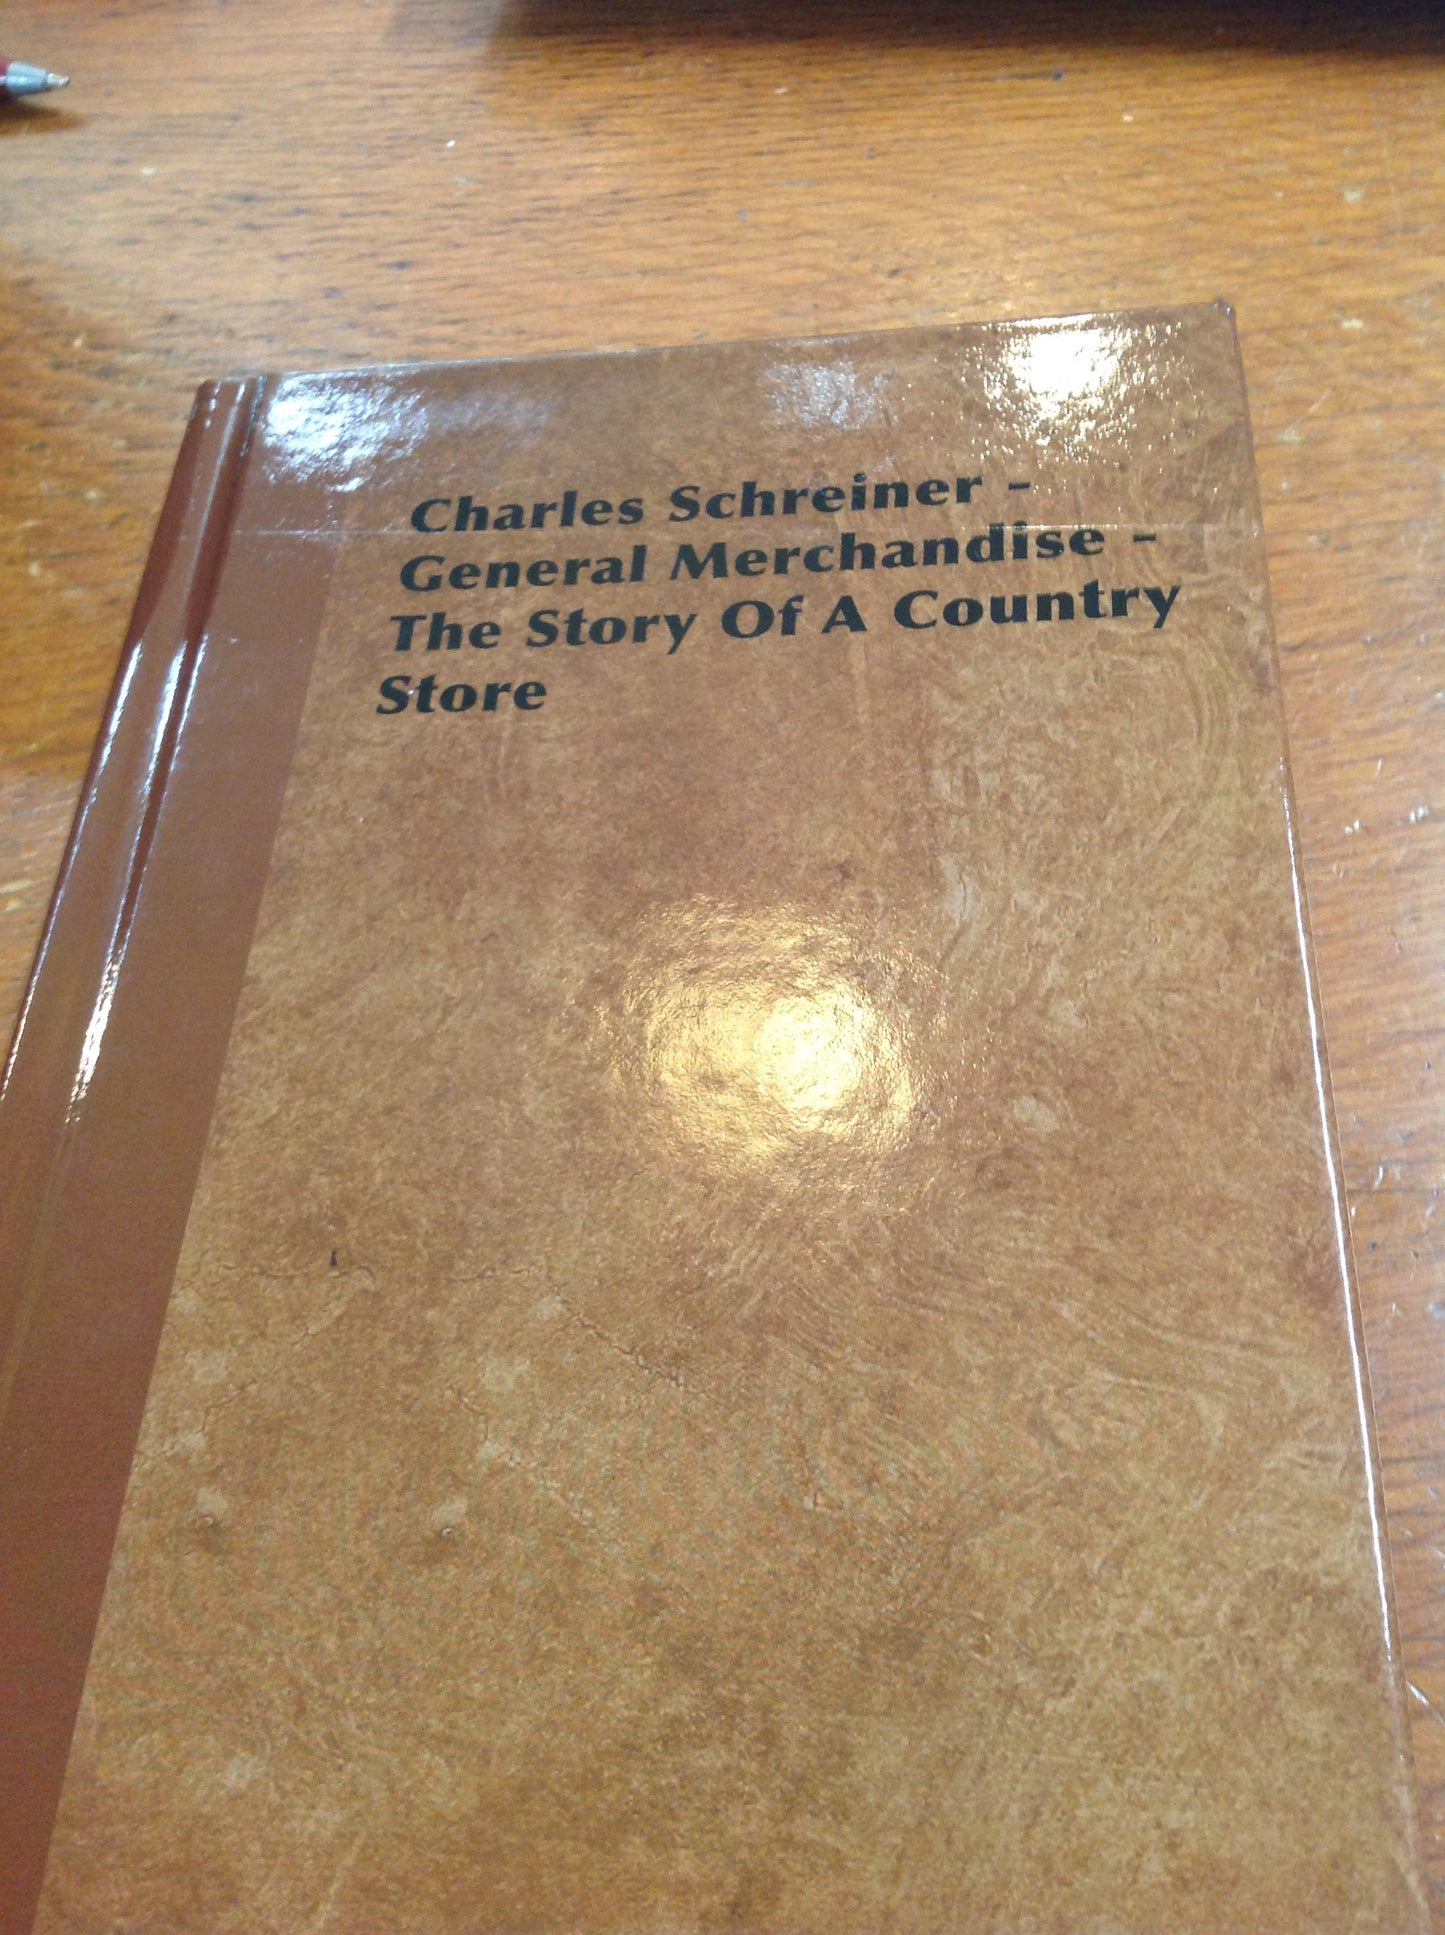 Charles Schreiner -
General Merchandise -
The Story Of A Country
Store